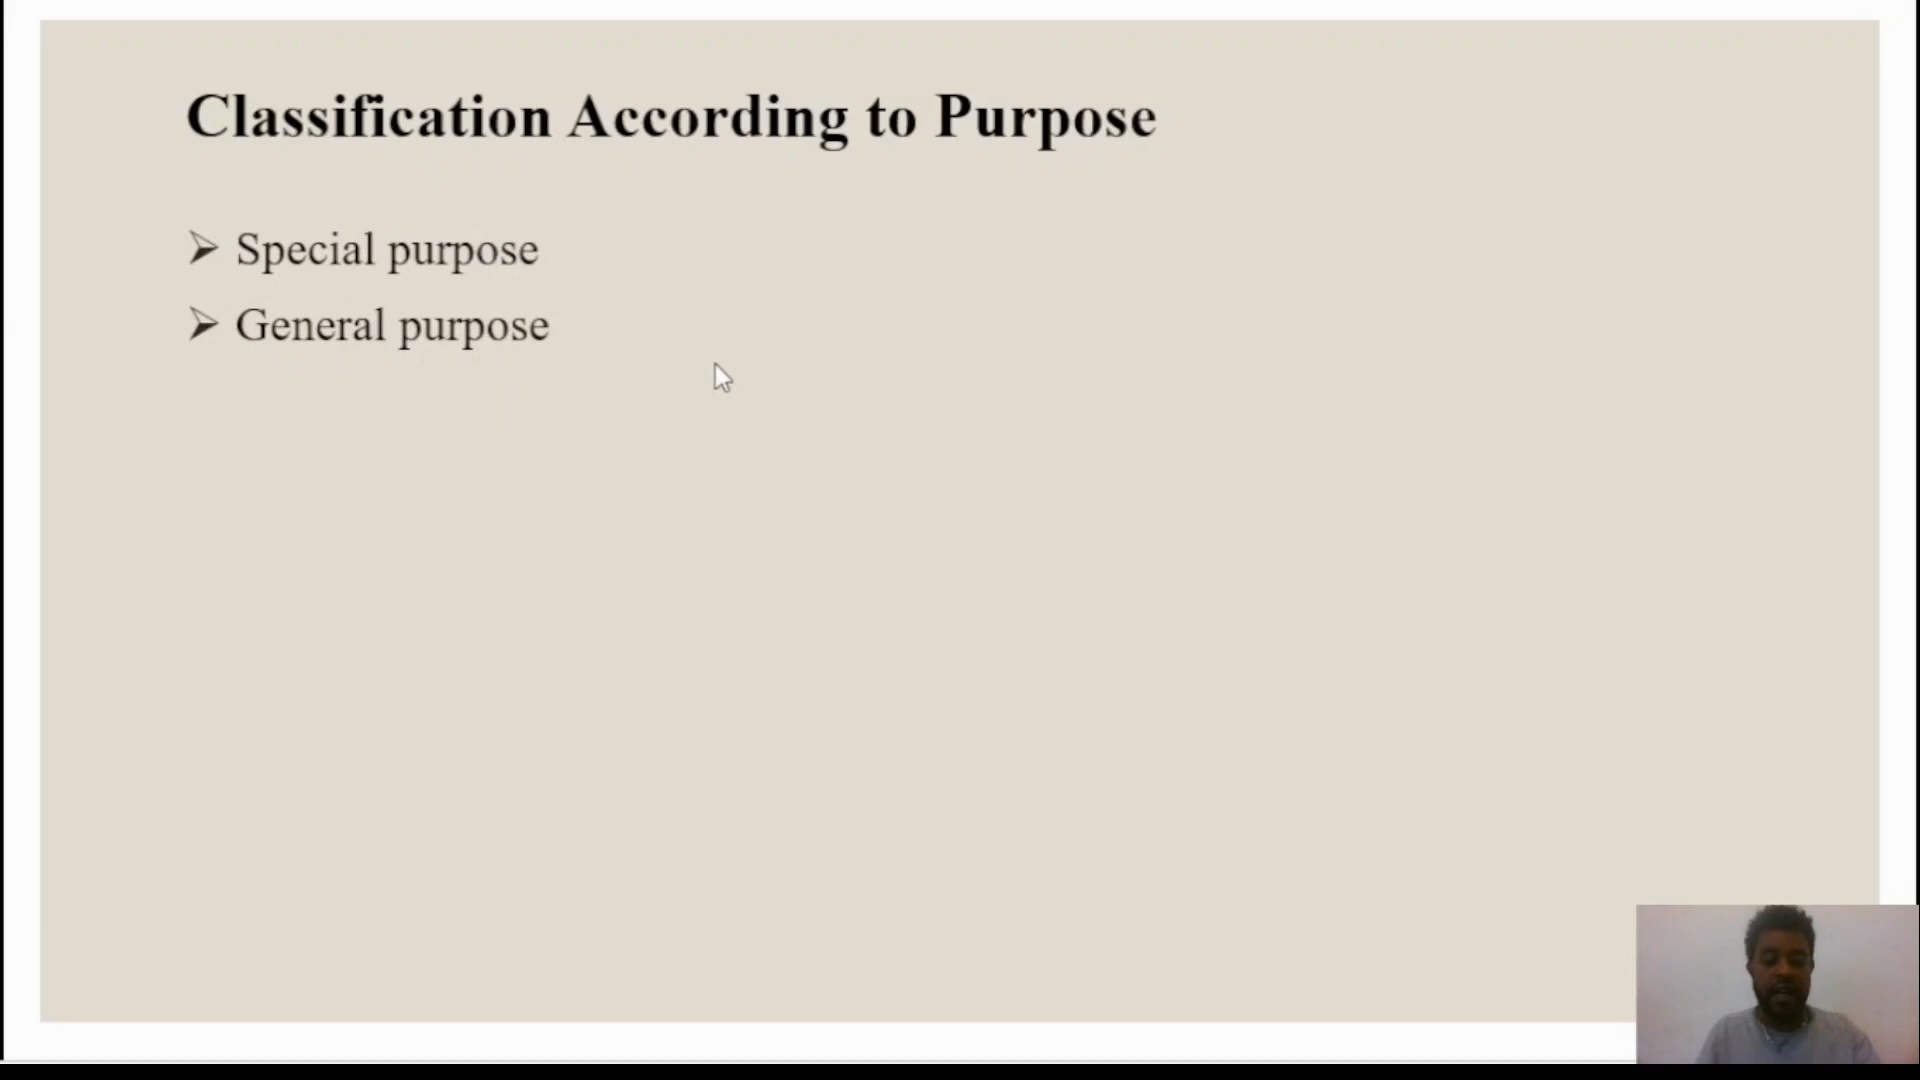 Classification According to Purpose
Special purpose
General purpose